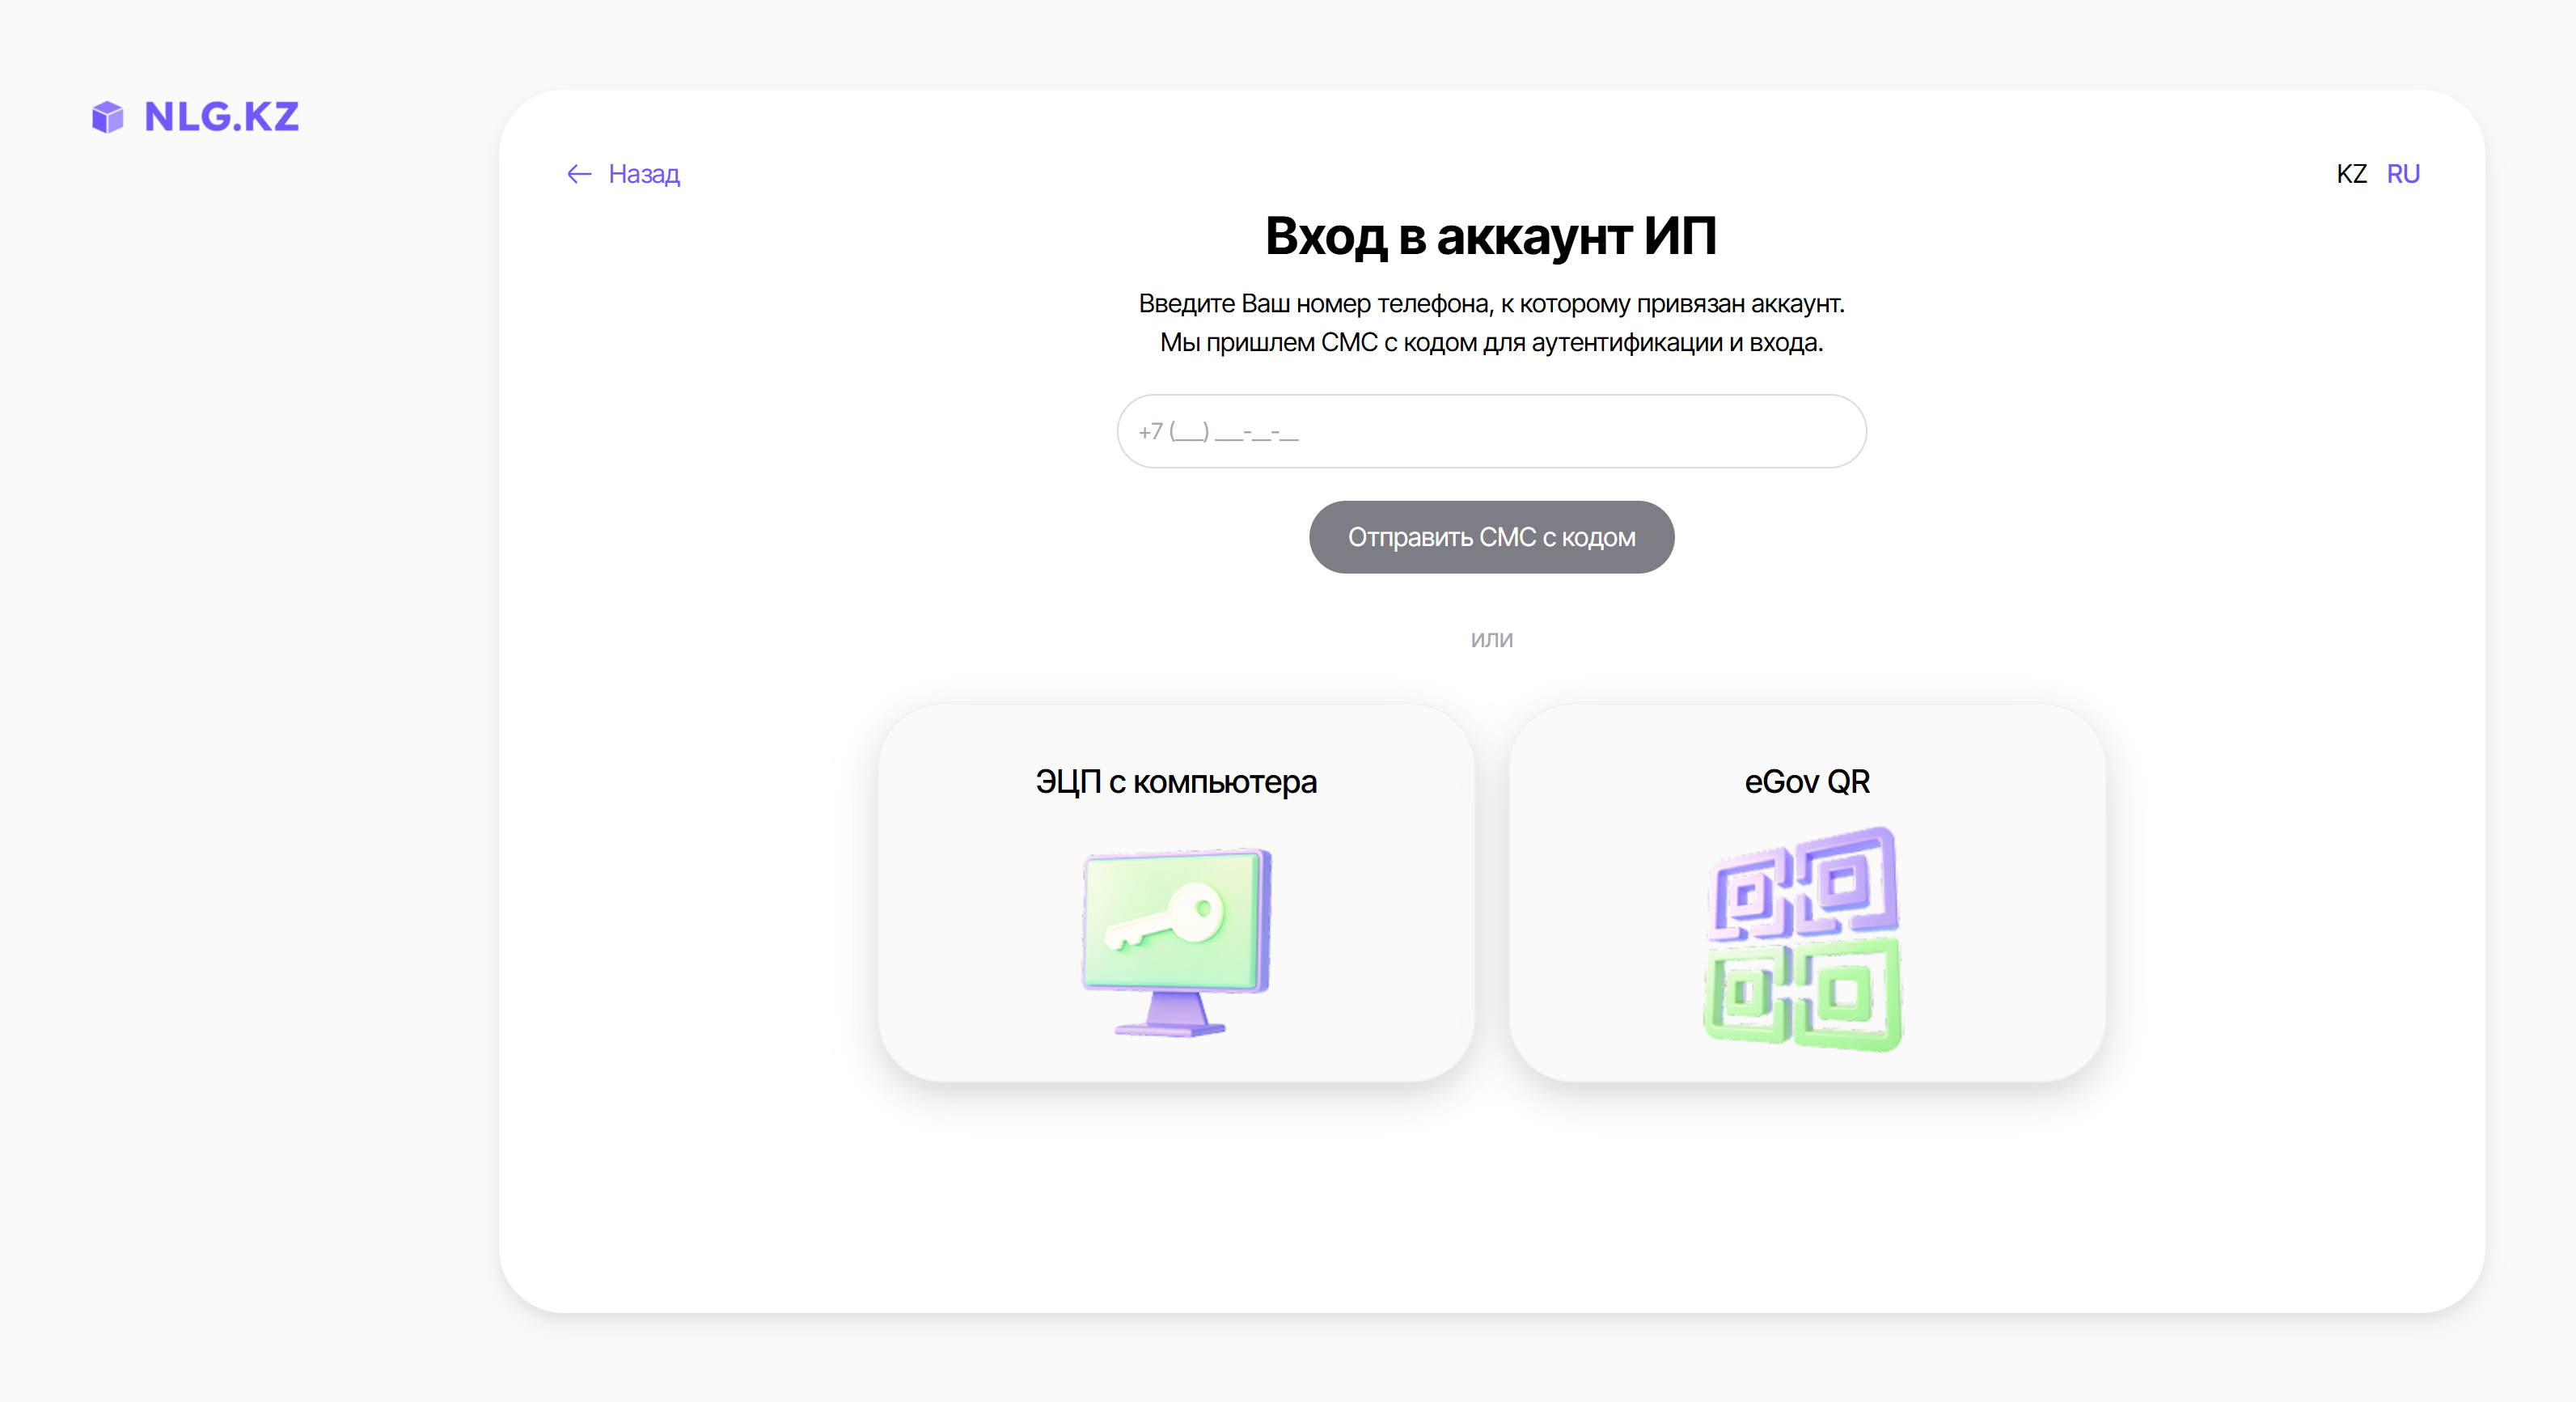 NLG.KZ
Назад
KZ RU
Вход в аккаунт ИП
Введите Ваш номер телефона, к которому привязан аккаунт.
Мы пришлем СМС с кодом для аутентификации и входа.
+7 (___) ___-__-__
Отправить СМС с кодом
или
ЭЦП с компьютера
eGov QR